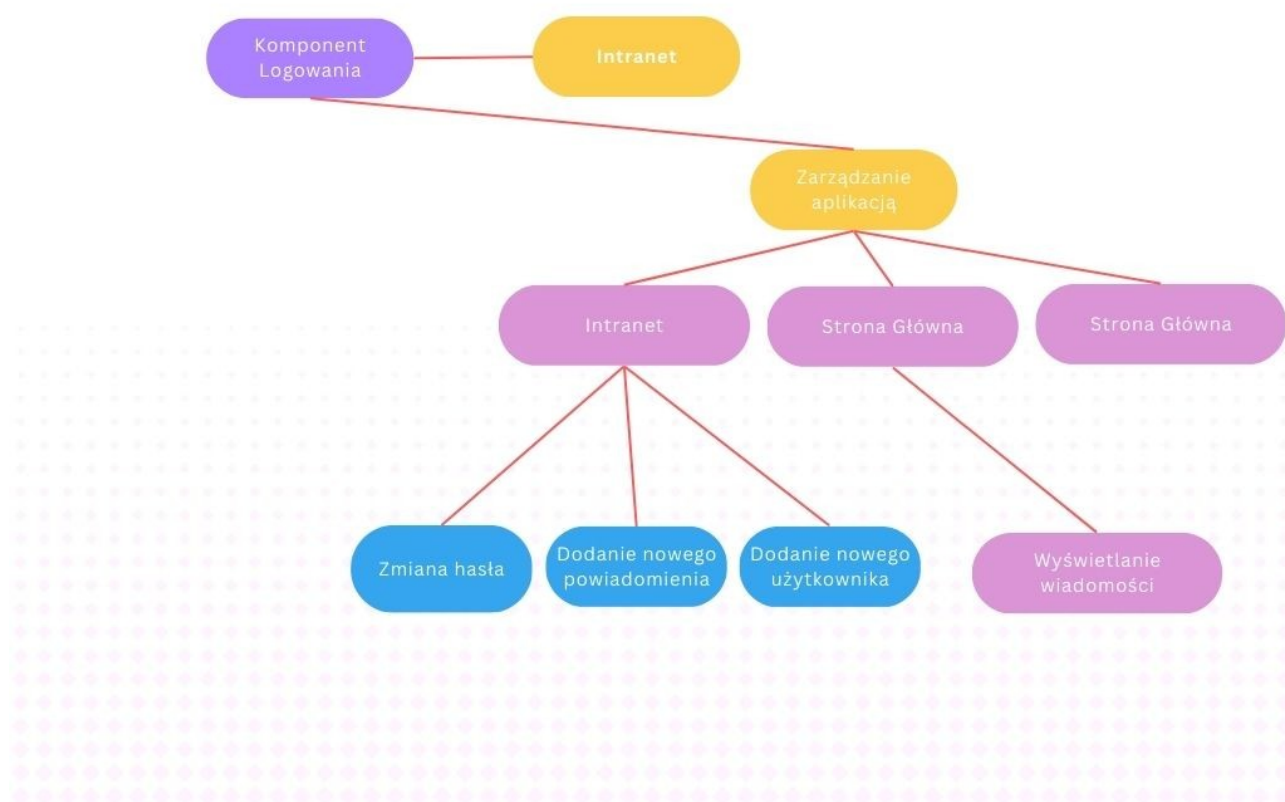 Komponent
Logowania
Intranet
Zarządzanie
aplikacją
Intranet
Strona Główna
Strona Główna
Zmiana hasła
Dodanie nowego
powiadomienia
Dodanie nowego
użytkownika
Wyświetlanie
wiadomości